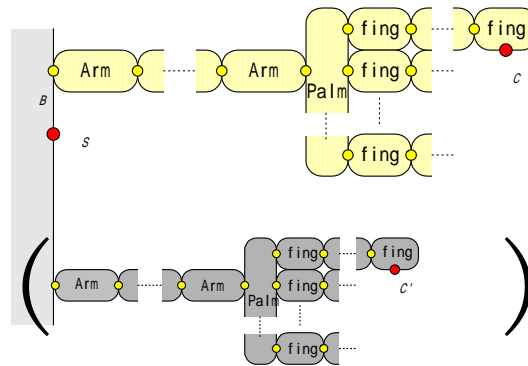 fing fing
Arm Arm fing
C
Palm
B
S
fing
fing fing
Arm Arm Palm fing
C'
fing